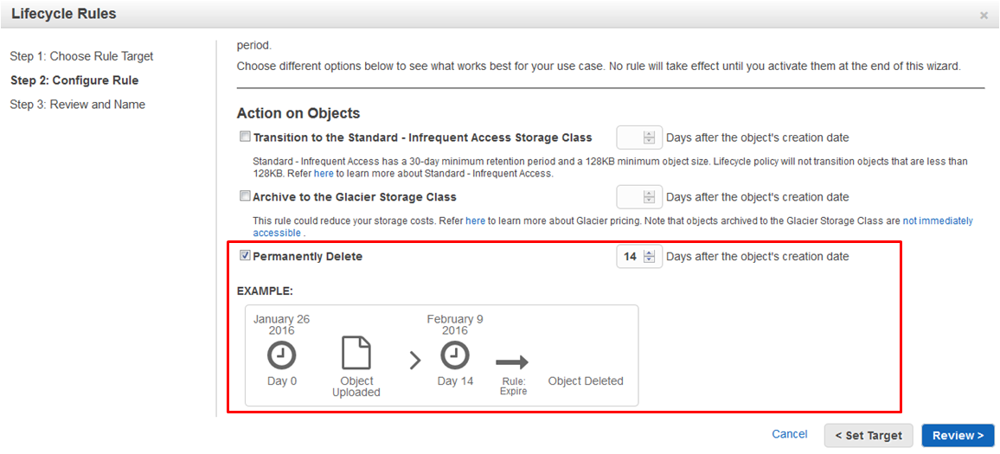 Lifecycle Rules
×
Step 1: Choose Rule Target
Step 2: Configure Rule
Step 3: Review and Name
period.
Choose different options below to see what works best for your use case. No rule will take effect until you activate them at the end of this wizard.
Action on Objects
Transition to the Standard - Infrequent Access Storage Class Days after the object's creation date
Standard - Infrequent Access has a 30-day minimum retention period and a 128KB minimum object size. Lifecycle policy will not transition objects that are less than
128KB. Refer here to learn more about Standard - Infrequent Access.
Archive to the Glacier Storage Class Days after the object's creation date
This rule could reduce your storage costs. Refer here to learn more about Glacier pricing. Note that objects archived to the Glacier Storage Class are not immediately
accessible .
Permanently Delete 14 Days after the object's creation date
EXAMPLE:
January 26
2016
Day 0
Object
Uploaded
February 9
2016
Day 14
Rule:
Expire
Object Deleted
Cancel
< Set Target
Review >